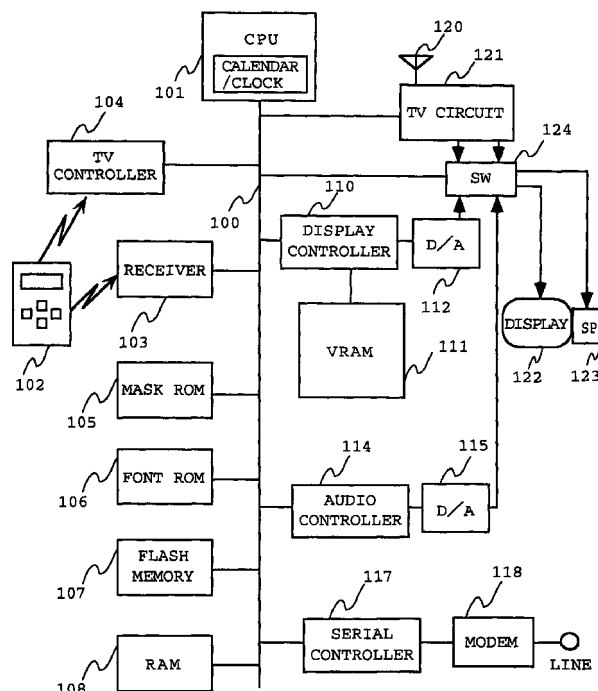 CPU
CALENDAR
/CLOCK
101
120
121
TV CIRCUIT
104
TV
CONTROLLER
124
SW
100
110
DISPLAY
CONTROLLER
D/A
112
RECEIVER
103
102
VRAM
111
DISPLAY
122
SP
123
MASK ROM
105
FONT ROM
106
114
AUDIO
CONTROLLER
115
D/A
FLASH
MEMORY
107
117
SERIAL
CONTROLLER
118
MODEM
LINE
RAM
108